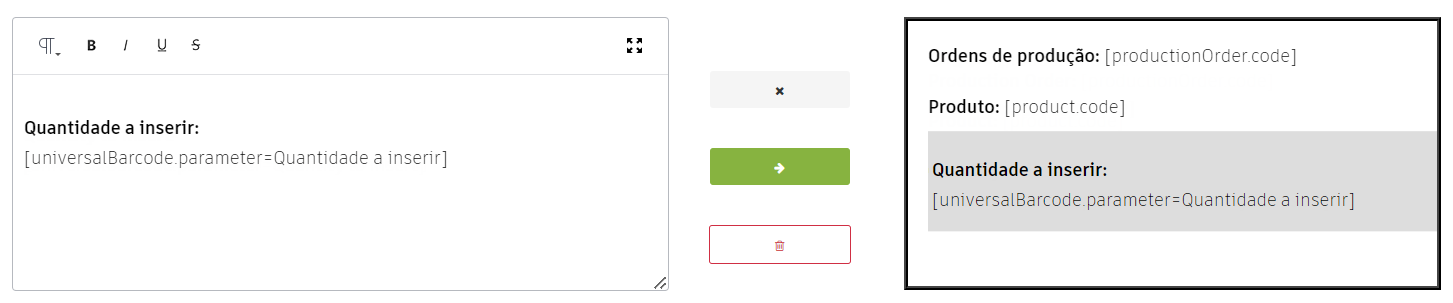 B I U S
Quantidade a inserir:
[universalBarcode.parameter=Quantidade a inserir]
Ordens de produção: [productionOrder.code]
Produto: [product.code]
Quantidade a inserir:
[universalBarcode.parameter=Quantidade a inserir]